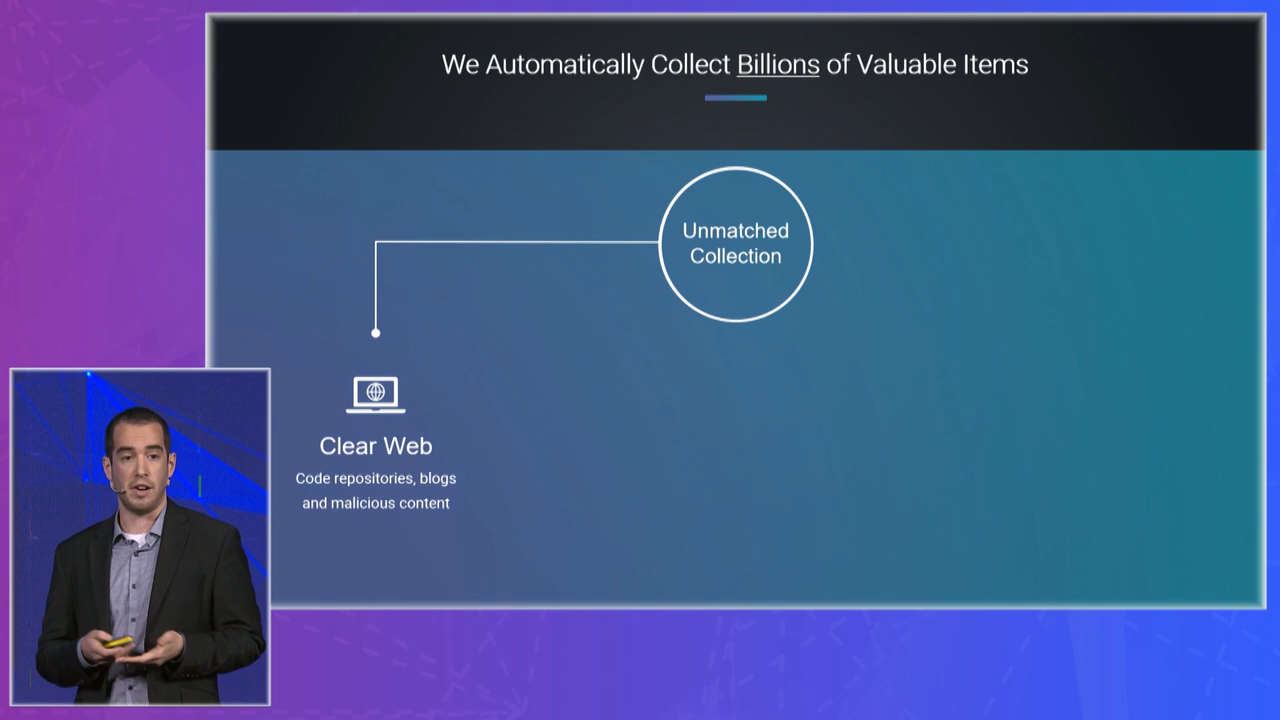 We Automatically Collect Billions of Valuable Items
Unmatched
Collection
Clear Web
Code repositories, blogs
and malicious content